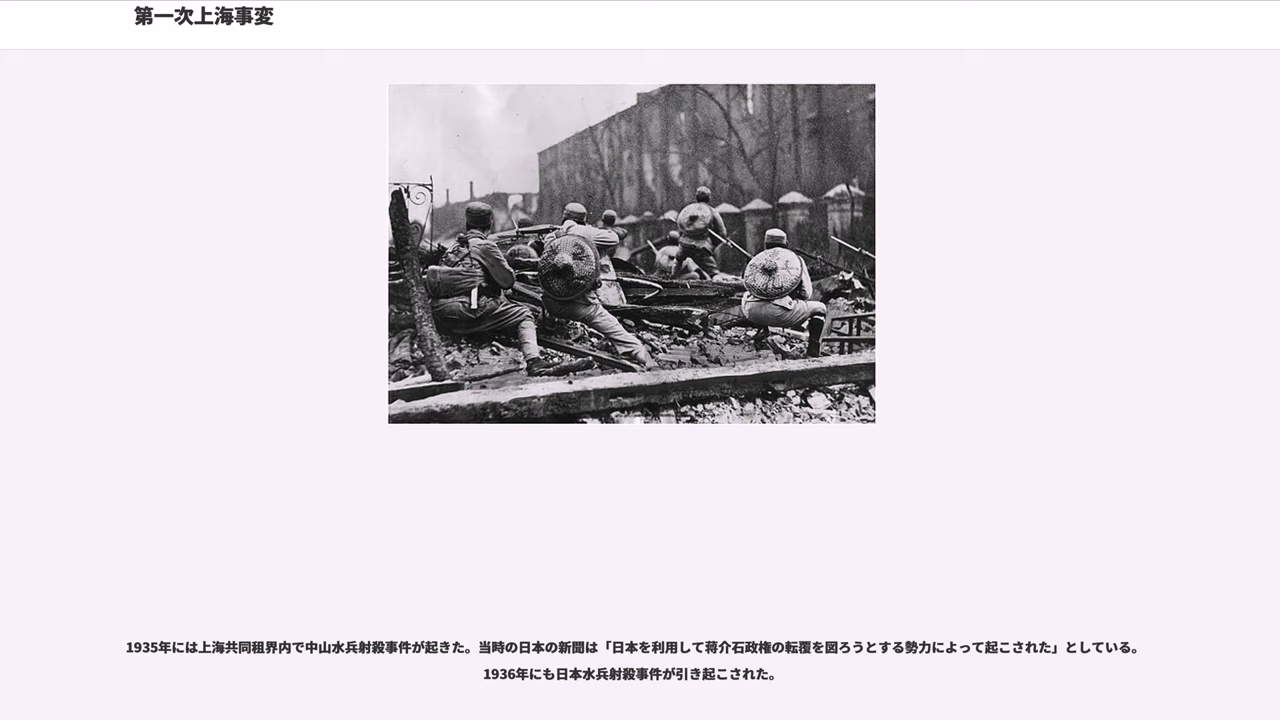 第一次上海事変
1935年には上海共同租界内で中山水兵射殺事件が起きた。当時の日本の新聞は「日本を利用して蒋介石政権の転覆を図ろうとする勢力によって起こされた」としている。
1936年にも日本水兵射殺事件が引き起こされた。